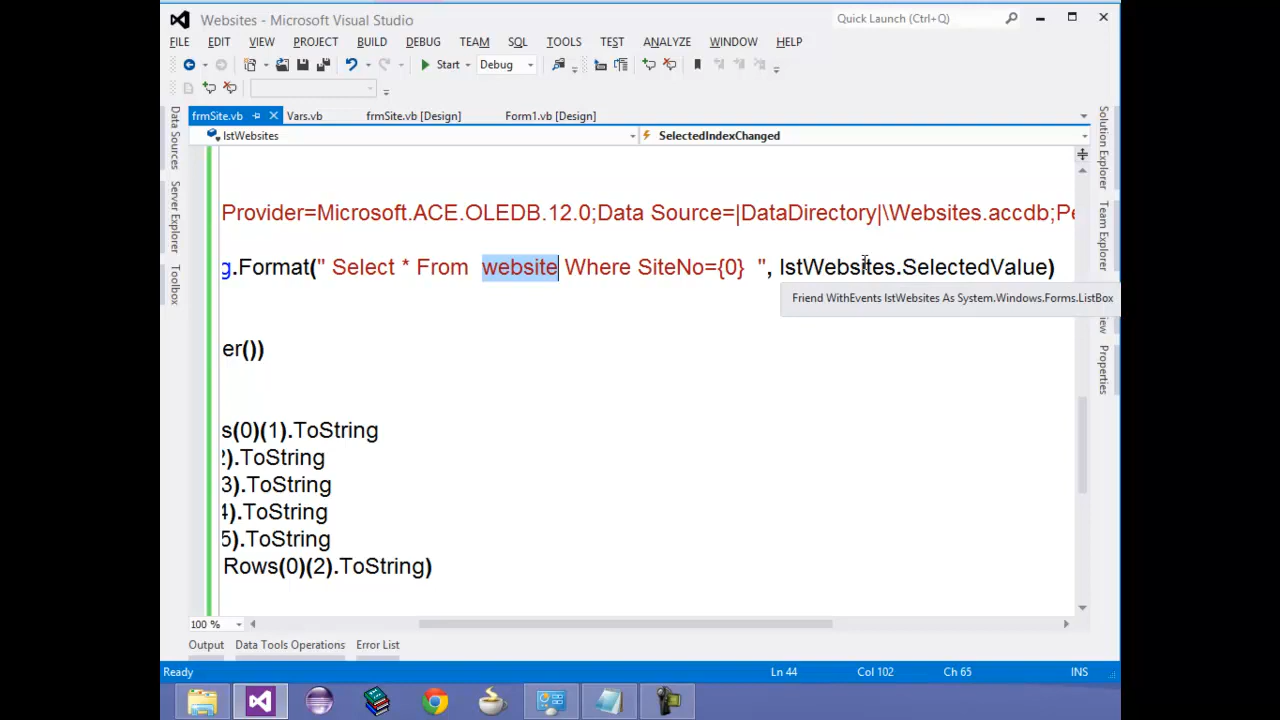 Websites - Microsoft Visual Studio
Quick Launch (Ctrl+Q)
FILE EDIT VIEW PROJECT BUILD DEBUG TEAM SQL TOOLS TEST ANALYZE WINDOW HELP
Start Debug
frmSite.vb Vars.vb frmSite.vb [Design] Form1.vb [Design]
lstWebsites SelectedIndexChanged
Data Sources
Server Explorer
Toolbox
Solution Explorer
Team Explorer
Properties
Provider=Microsoft.ACE.OLEDB.12.0;Data Source=|DataDirectory|\Websites.accdb;Pe
g.Format(" Select * From website Where SiteNo={0} ", lstWebsites.SelectedValue)
Friend WithEvents lstWebsites As System.Windows.Forms.ListBox
er())
s(0)(1).ToString
2).ToString
3).ToString
4).ToString
5).ToString
Rows(0)(2).ToString)
100 %
Output Data Tools Operations Error List
Ready Ln 44 Col 102 Ch 65 INS